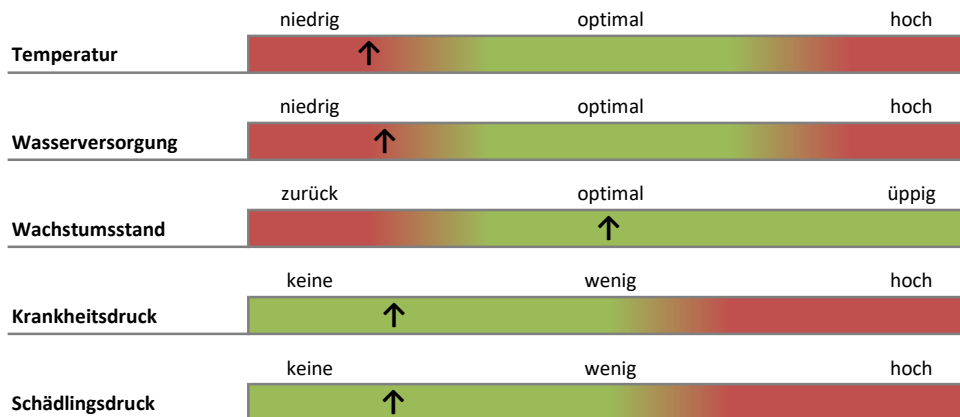 niedrig optimal hoch
Temperatur
niedrig optimal hoch
Wasserversorgung
zurück optimal üppig
Wachstumsstand
keine wenig hoch
Krankheitsdruck
keine wenig hoch
Schädlingsdruck